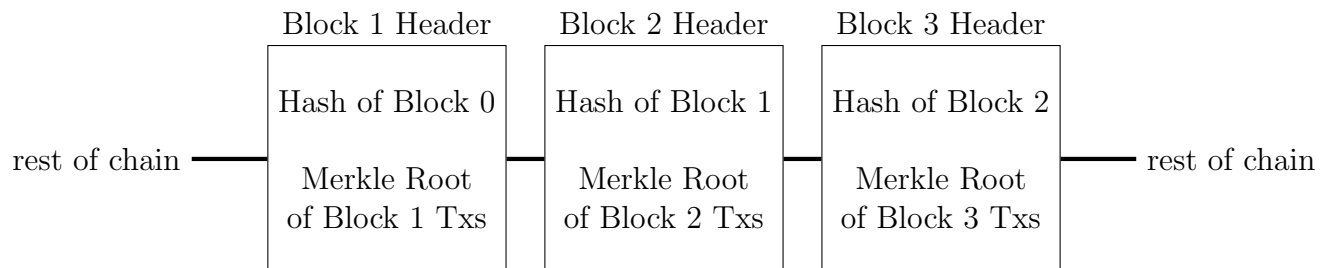 Block 1 Header
Block 2 Header
Block 3 Header
Hash of Block 0
Hash of Block 1
Hash of Block 2
rest of chain
rest of chain
Merkle Root
of Block 1 Txs
Merkle Root
of Block 2 Txs
Merkle Root
of Block 3 Txs